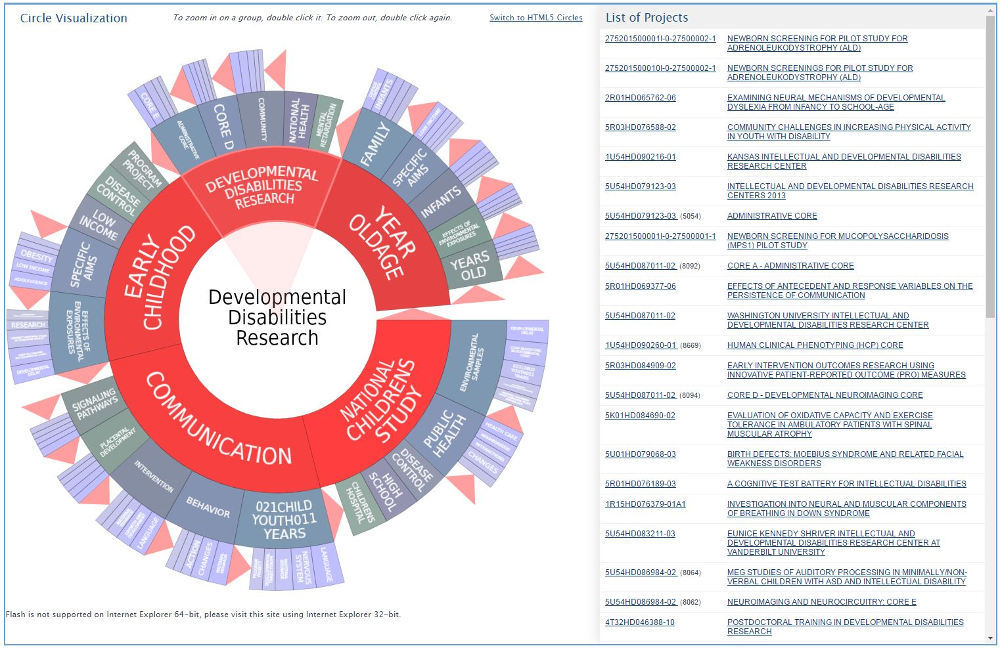 Circle Visualization
To zoom in on a group, double click it. To zoom out, double click again.
Switch to HTML5 Circles
Developmental
Disabilities
Research
DEVELOPMENTAL
DISABILITIES
RESEARCH
ADMINISTRATIVE
CORE
CORE E
CORE D
COMMUNITY
NATIONAL
HEALTH
MENTAL
RETARDATION
YEAR
OLDAGE
FAMILY
DISEASE
CONTROL
INFANTS
SPECIFIC
AIMS
LOW INCOME
INFANTS
EFFECTS OF
ENVIRONMENTAL
EXPOSURES
YEARS
OLD
NATIONAL
CHILDRENS
STUDY
ENVIRONMENTAL
SAMPLES
DEVELOPMENTAL
DELAY
CORD BLOODCORD
BLOODUMBILICAL
CORD
021CHILD
YOUTH011
YEARS
PUBLIC
HEALTH
HEALTH CARE
NEIGHBORHOOD
INTERACTIONS
CHANGES
DISEASE
CONTROL
HIGH
SCHOOL
CHILDRENS
HOSPITAL
COMMUNICATION
021CHILD
YOUTH011
YEARS
LANGUAGE
NERVOUS
SYSTEM
MATERNAL
BEHAVIOR
DEVELOPMENTAL
TRAJECTORIES
PROGRAM
PROJECT
BEHAVIOR
MATERNAL
BEHAVIOR
CHANGES
ACTION
INTERVENTION
LANGUAGE
GROWTH AND
DEVELOPMENT
MATERNAL
BEHAVIOR
PLACENTAL
DEVELOPMENT
SIGNALING
PATHWAYS
EARLY
CHILDHOOD
EFFECTS OF
ENVIRONMENTAL
EXPOSURES
DEVELOPMENTAL
DELAY
RESEARCH
SPECIFIC
AIMS
OBESITY
LOW INCOME
ADOLESCENCE
LOW
INCOME
DISEASE
CONTROL
PROGRAM
PROJECT
Flash is not supported on Internet Explorer 64-bit, please visit this site using Internet Explorer 32-bit.
List of Projects
275201500001I-0-27500002-1 NEWBORN SCREENING FOR PILOT STUDY FOR
ADRENOLEUKODYSTROPHY (ALD)
275201500010I-0-27500002-1 NEWBORN SCREENINGS FOR PILOT STUDY FOR
ADRENOLEUKODYSTROPHY (ALD)
2R01HD065762-06 EXAMINING NEURAL MECHANISMS OF DEVELOPMENTAL
DYSLEXIA FROM INFANCY TO SCHOOL-AGE
5R03HD076588-02 COMMUNITY CHALLENGES IN INCREASING PHYSICAL ACTIVITY
IN YOUTH WITH DISABILITY
1U54HD090216-01 KANSAS INTELLECTUAL AND DEVELOPMENTAL DISABILITIES
RESEARCH CENTER
5U54HD079123-03 INTELLECTUAL AND DEVELOPMENTAL DISABILITIES RESEARCH
CENTERS 2013
5U54HD079123-03 (5054) ADMINISTRATIVE CORE
275201500001I-0-27500001-1 NEWBORN SCREENING FOR MUCOPOLYSACCHARIDOSIS
(MPS1) PILOT STUDY
5U54HD087011-02 (8092) CORE A - ADMINISTRATIVE CORE
5R01HD069377-06 EFFECTS OF ANTECEDENT AND RESPONSE VARIABLES ON THE
PERSISTENCE OF COMMUNICATION
5U54HD087011-02 WASHINGTON UNIVERSITY INTELLECTUAL AND
DEVELOPMENTAL DISABILITIES RESEARCH CENTER
1U54HD090260-01 (8669) HUMAN CLINICAL PHENOTYPING (HCP) CORE
5R03HD084909-02 EARLY INTERVENTION OUTCOMES RESEARCH USING
INNOVATIVE PATIENT-REPORTED OUTCOME (PRO) MEASURES
5U54HD087011-02 (8094) CORE D - DEVELOPMENTAL NEUROIMAGING CORE
5K01HD084690-02 EVALUATION OF OXIDATIVE CAPACITY AND EXERCISE
TOLERANCE IN AMBULATORY PATIENTS WITH SPINAL
MUSCULAR ATROPHY
5U01HD079068-03 BIRTH DEFECTS: MOEBIUS SYNDROME AND RELATED FACIAL
WEAKNESS DISORDERS
5R01HD076189-03 A COGNITIVE TEST BATTERY FOR INTELLECTUAL DISABILITIES
1R15HD076379-01A1 INVESTIGATION INTO NEURAL AND MUSCULAR COMPONENTS
OF BREATHING IN DOWN SYNDROME
5U54HD083211-03 EUNICE KENNEDY SHRIVER INTELLECTUAL AND
DEVELOPMENTAL DISABILITIES RESEARCH CENTER AT
VANDERBILT UNIVERSITY
5U54HD086984-02 (8064) MEG STUDIES OF AUDITORY PROCESSING IN MINIMALLY/NON-
VERBAL CHILDREN WITH ASD AND INTELLECTUAL DISABILITY
5U54HD086984-02 (8062) NEUROIMAGING AND NEUROCIRCUITRY: CORE E
4T32HD046388-10 POSTDOCTORAL TRAINING IN DEVELOPMENTAL DISABILITIES
RESEARCH